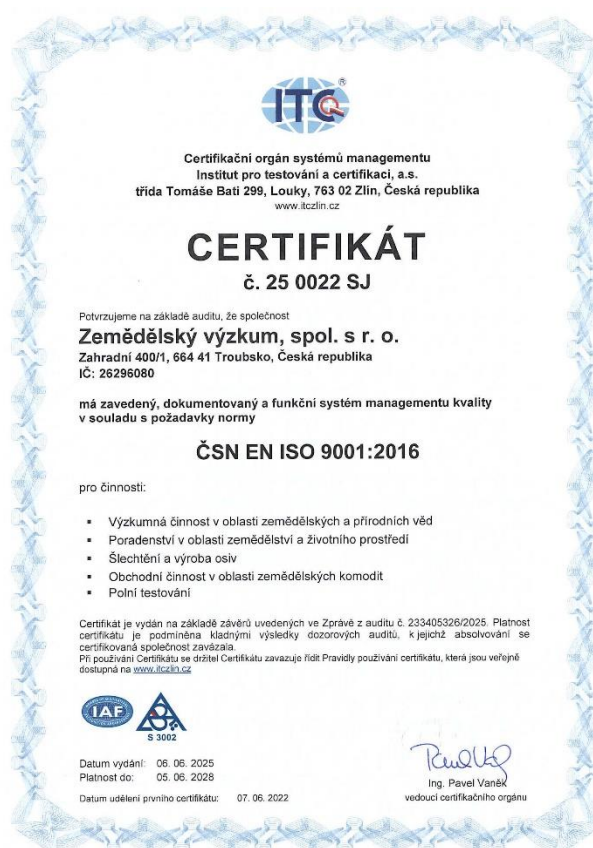 ITC
®
Certifikační orgán systémů managementu
Institut pro testování a certifikaci, a.s.
třída Tomáše Bati 299, Louky, 763 02 Zlín, Česká republika
www.itczlin.cz
CERTIFIKÁT
č. 25 0022 SJ
Potvrzujeme na základě auditu, že společnost
Zemědělský výzkum, spol. s r. o.
Zahradní 400/1, 664 41 Troubsko, Česká republika
IČ: 26296080
má zavedený, dokumentovaný a funkční systém managementu kvality
v souladu s požadavky normy
ČSN EN ISO 9001:2016
pro činnosti:
▪ Výzkumná činnost v oblasti zemědělských a přírodních věd
▪ Poradenství v oblasti zemědělství a životního prostředí
▪ Šlechtění a výroba osiv
▪ Obchodní činnost v oblasti zemědělských komodit
▪ Polní testování
Certifikát je vydán na základě závěrů uvedených ve Zprávě z auditu č. 233405326/2025. Platnost
certifikátu je podmíněna kladnými výsledky dozorových auditů, k jejichž absolvování se
certifikovaná společnost zavázala.
Při používání Certifikátu se držitel Certifikátu zavazuje řídit Pravidly používání certifikátu, která jsou veřejně
dostupná na www.itczlin.cz
IAF
S 3002
Datum vydání: 06. 06. 2025
Platnost do: 05. 06. 2028
Datum udělení prvního certifikátu: 07. 06. 2022
Ing. Pavel Vaněk
vedoucí certifikačního orgánu